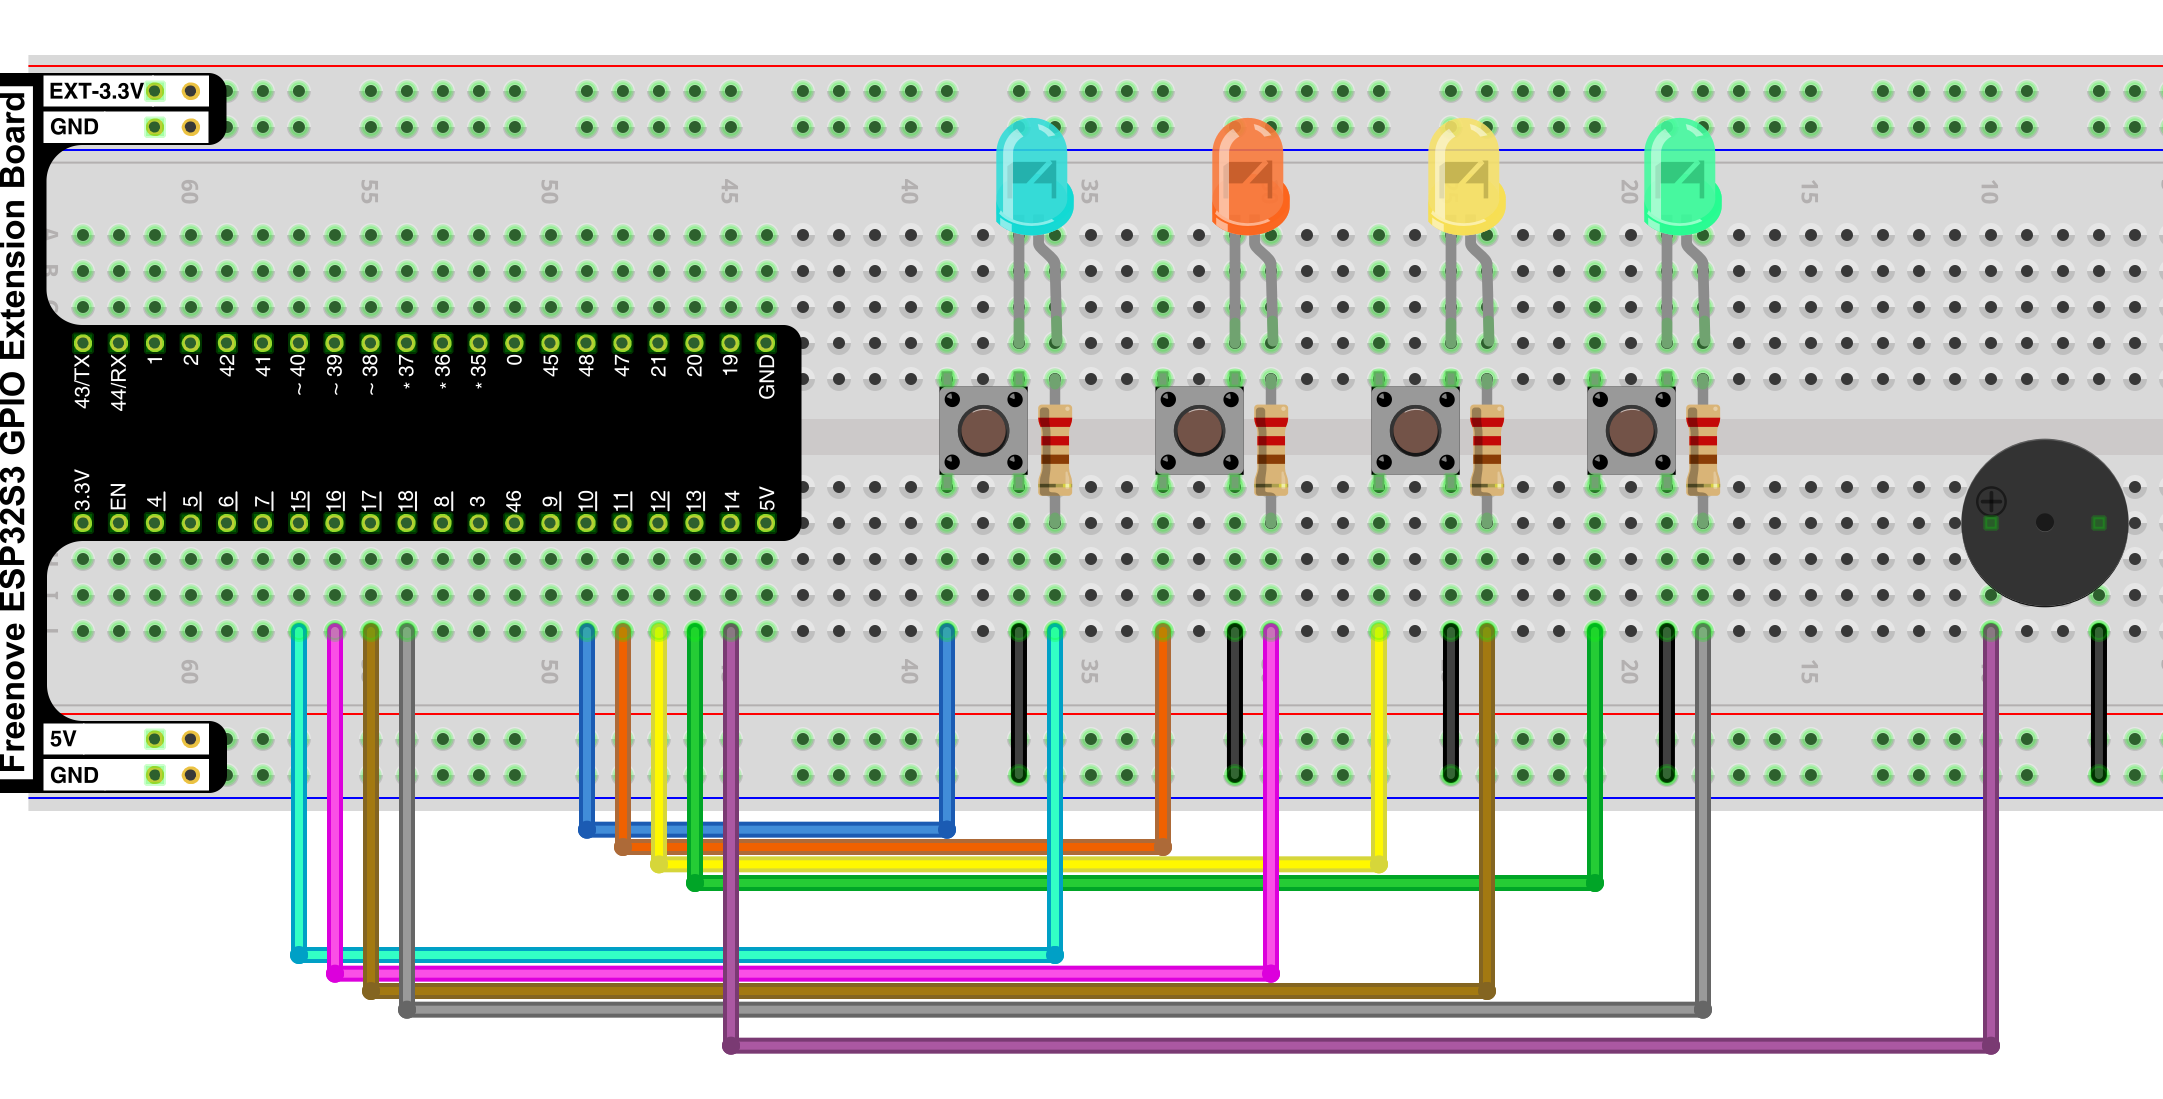 Freenove ESP32S3 GPIO Extension Board
EXT-3.3V
GND
60 55 50 45 40 35 20 15 10
A
B
C
43/TX 44/RX 1 2 42 41 ~40 ~39 ~38 *37 *36 *35 0 45 48 47 21 20 19 GND
3.3V EN 4 5 6 7 15 16 17 18 8 3 46 9 10 11 12 13 14 5V
60 50 40 35 20 15
5V
GND